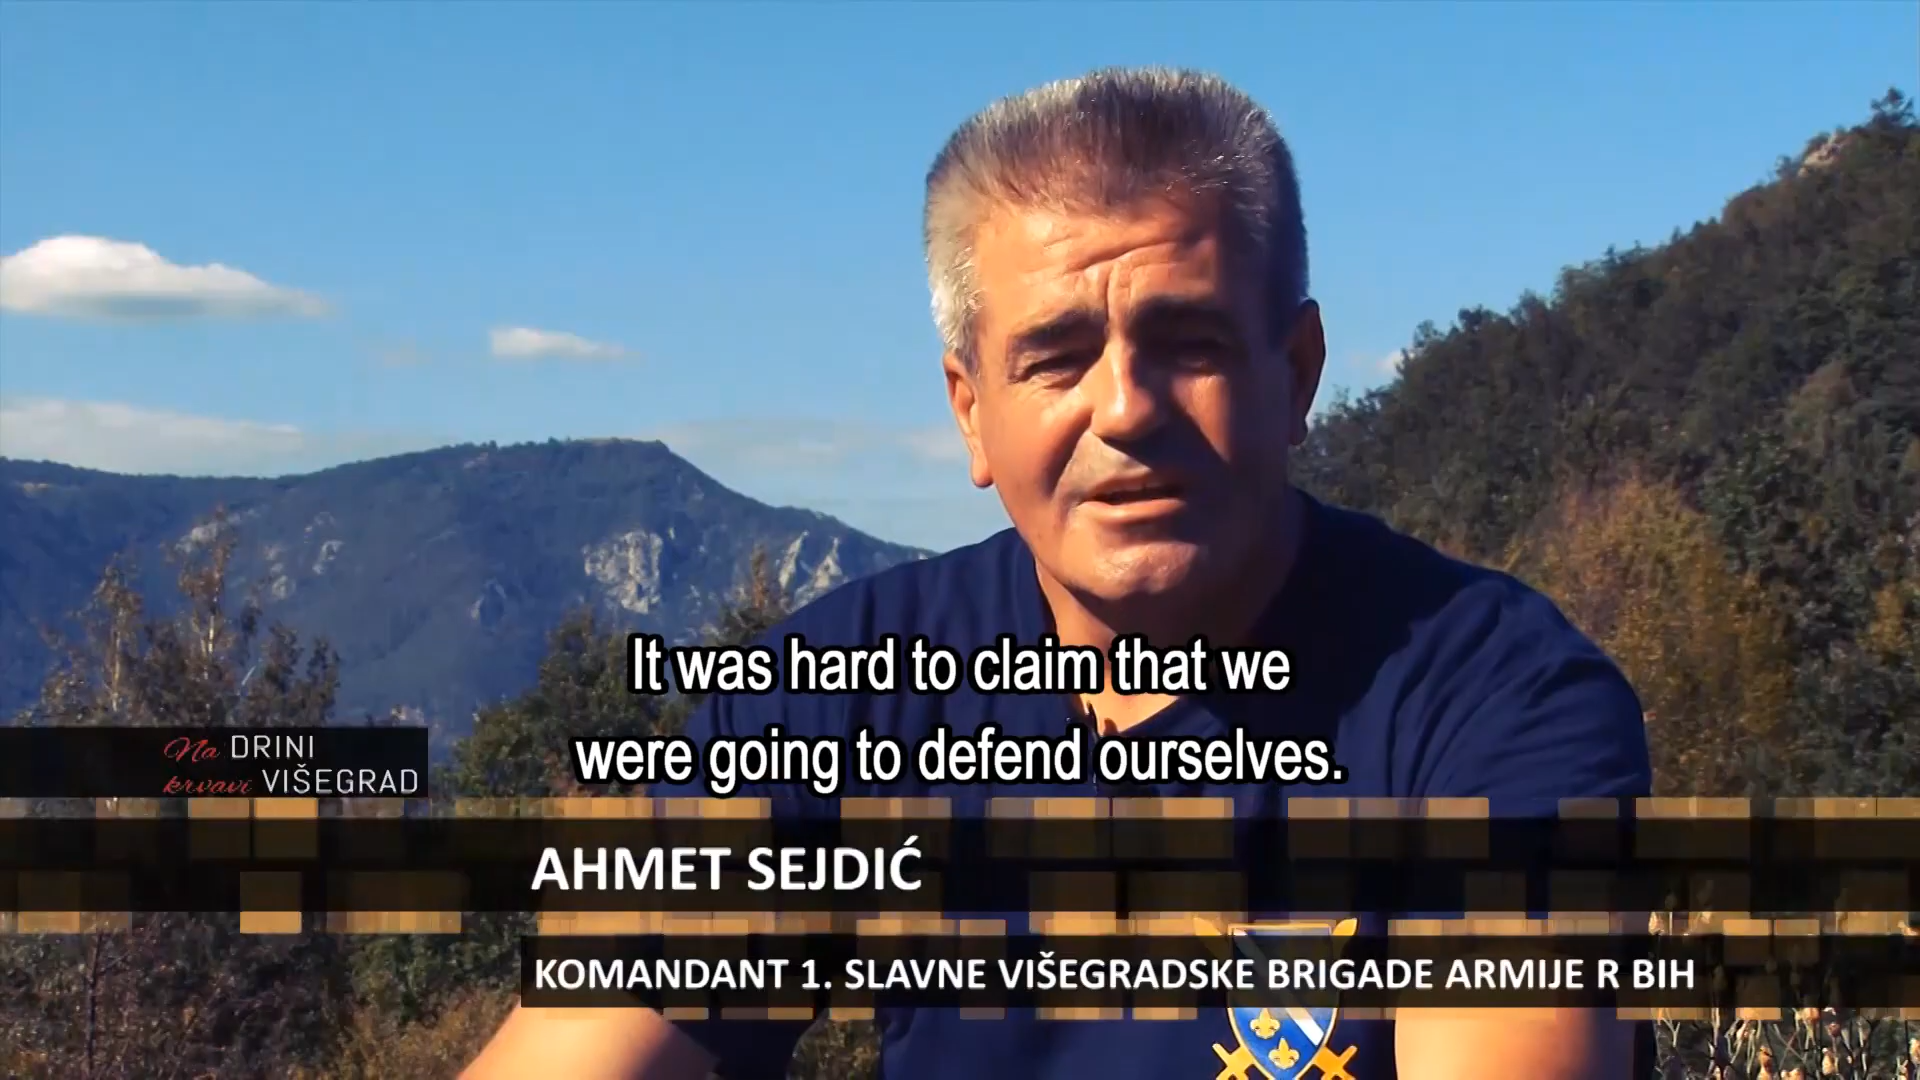 It was hard to claim that we
were going to defend ourselves.
Na DRINI
krvavi VIŠEGRAD
AHMET SEJDIĆ
KOMANDANT 1. SLAVNE VIŠEGRADSKE BRIGADE ARMIJE R BIH